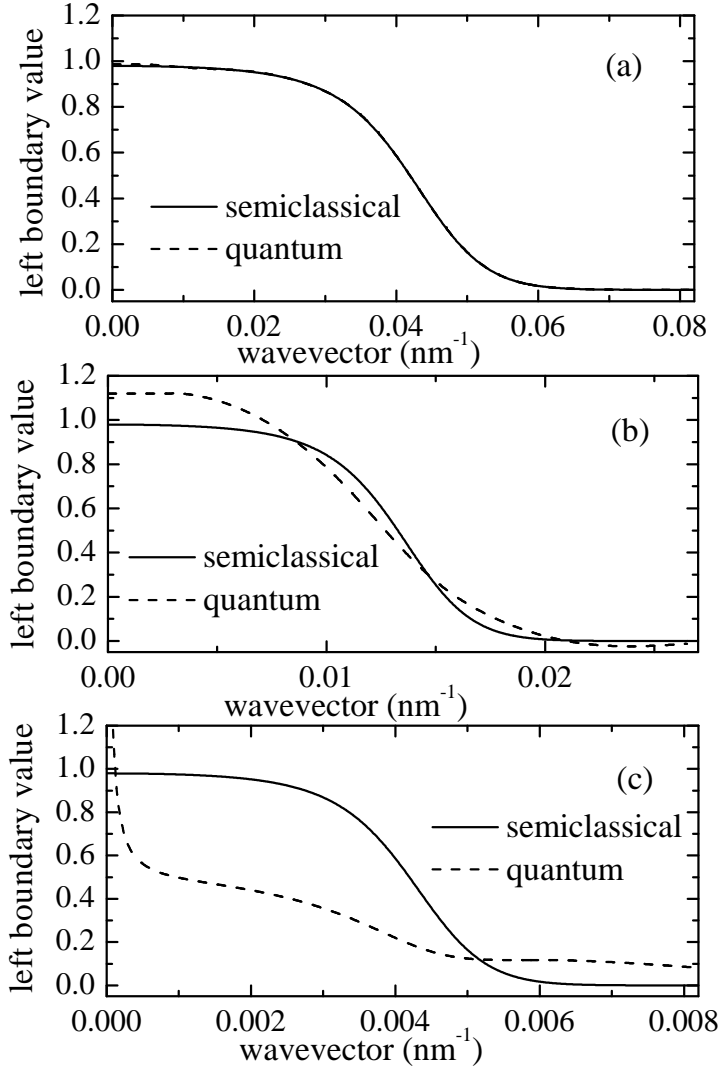 1.2
(a)
1.0
0.8
0.6
0.4
0.2
0.0
left boundary value
semiclassical
quantum
0.00 0.02 0.04 0.06 0.08
wavevector (nm⁻¹)
1.2
(b)
1.0
0.8
0.6
0.4
0.2
0.0
left boundary value
semiclassical
quantum
0.00 0.01 0.02
wavevector (nm⁻¹)
1.2
(c)
1.0
0.8
0.6
0.4
0.2
0.0
left boundary value
semiclassical
quantum
0.000 0.002 0.004 0.006 0.008
wavevector (nm⁻¹)